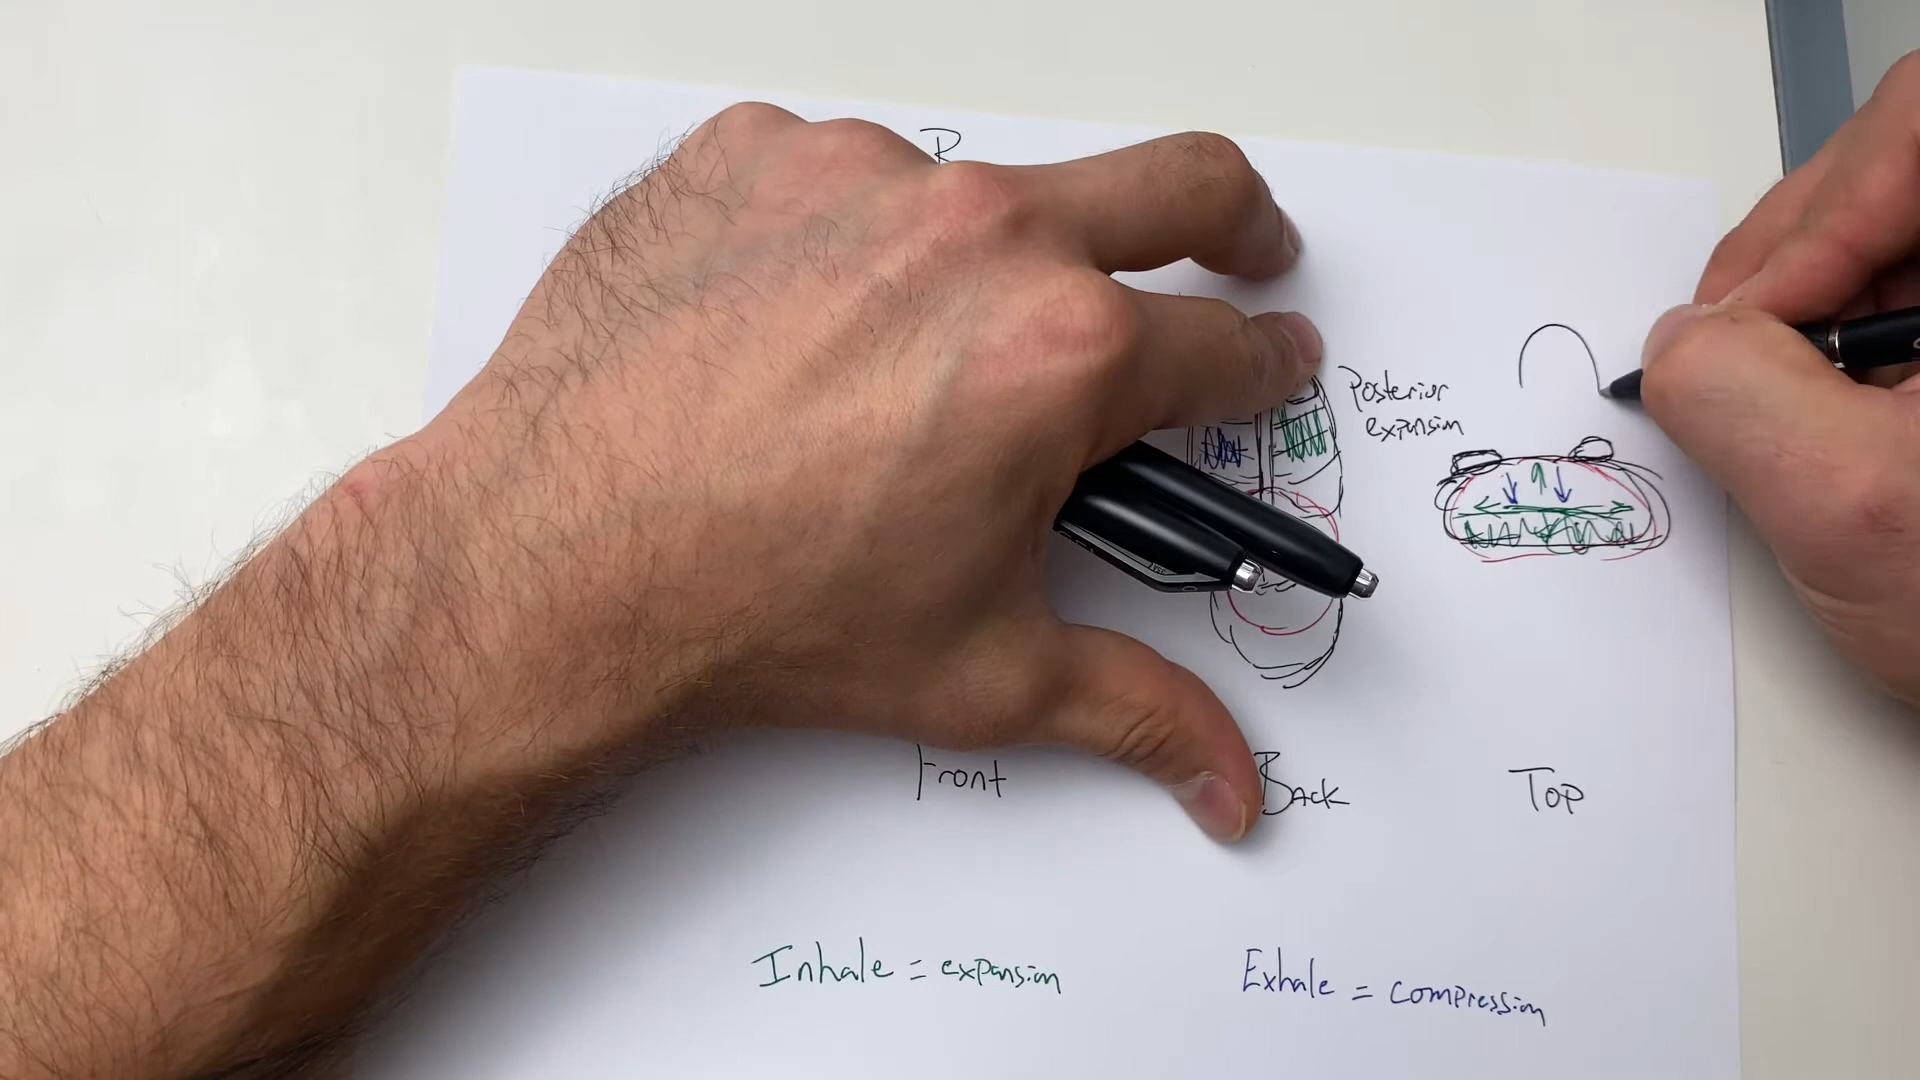 R
Posterior
expansion
Front
Back
Top
Inhale = expansion
Exhale = compression